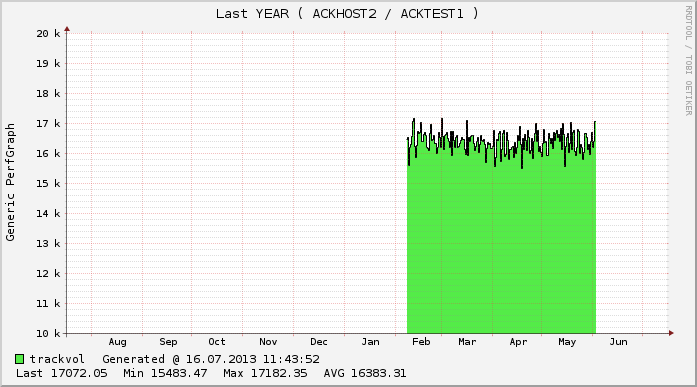 Last YEAR ( ACKHOST2 / ACKTEST1 )
RRDTOOL / TOBI OETIKER
Generic PerfGraph
20 k
19 k
18 k
17 k
16 k
15 k
14 k
13 k
12 k
11 k
10 k
Aug Sep Oct Nov Dec Jan Feb Mar Apr May Jun
trackvol Generated @ 16.07.2013 11:43:52
Last 17072.05 Min 15483.47 Max 17182.35 AVG 16383.31